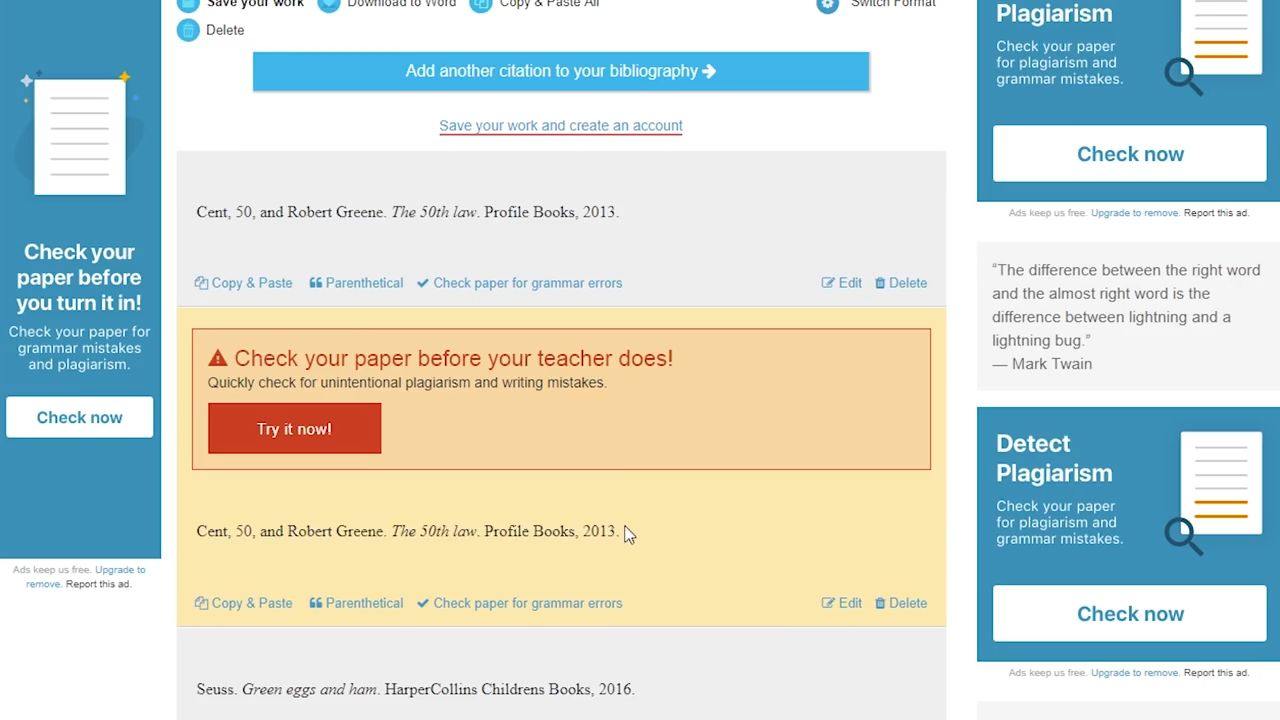 Save your work
Download to Word
Copy & Paste All
Switch Format
Delete
Add another citation to your bibliography
Save your work and create an account
Check your
paper before
you turn it in!
Check your paper for
grammar mistakes
and plagiarism.
Check now
Ads keep us free. Upgrade to
remove. Report this ad.
Cent, 50, and Robert Greene. The 50th law. Profile Books, 2013.
Copy & Paste Parenthetical Check paper for grammar errors Edit Delete
Check your paper before your teacher does!
Quickly check for unintentional plagiarism and writing mistakes.
Try it now!
Cent, 50, and Robert Greene. The 50th law. Profile Books, 2013.
Copy & Paste Parenthetical Check paper for grammar errors Edit Delete
Seuss. Green eggs and ham. HarperCollins Childrens Books, 2016.
Plagiarism
Check your paper
for plagiarism and
grammar mistakes.
Check now
Ads keep us free. Upgrade to remove. Report this ad.
“The difference between the right word
and the almost right word is the
difference between lightning and a
lightning bug.”
— Mark Twain
Detect
Plagiarism
Check your paper
for plagiarism and
grammar mistakes.
Check now
Ads keep us free. Upgrade to remove. Report this ad.